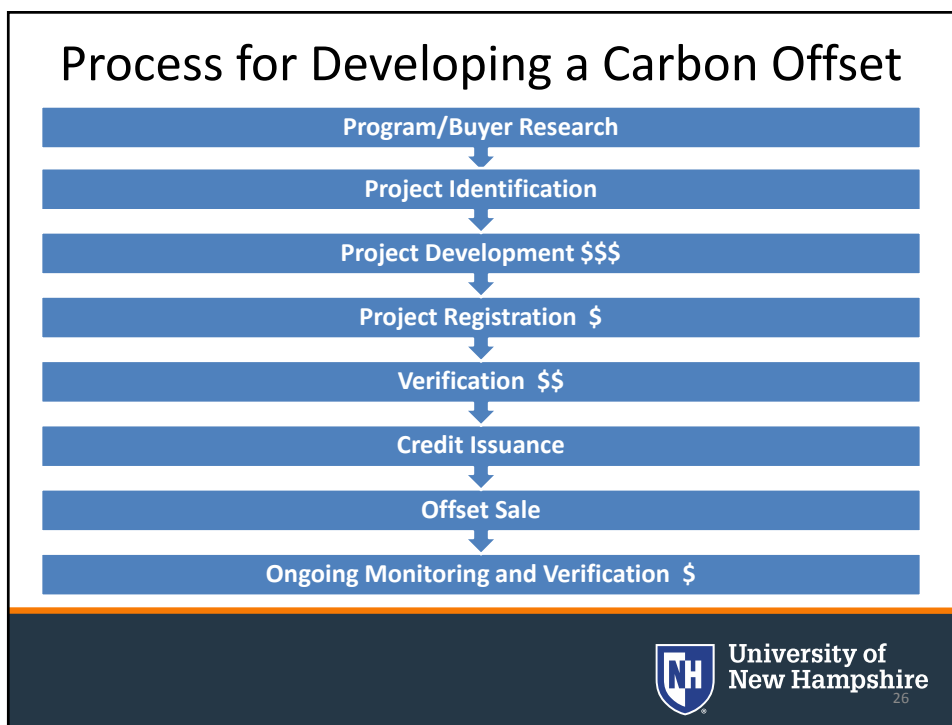 Process for Developing a Carbon Offset
Program/Buyer Research
Project Identification
Project Development $$$
Project Registration $
Verification $$
Credit Issuance
Offset Sale
Ongoing Monitoring and Verification $
NH
University of
New Hampshire
26